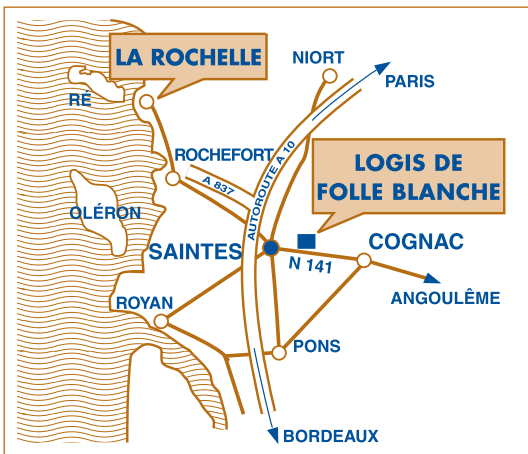 LA ROCHELLE
NIORT
PARIS
RÉ
ROCHEFORT
A 837
AUTOROUTE A 10
LOGIS DE
FOLLE BLANCHE
OLÉRON
SAINTES
COGNAC
N 141
ANGOULÊME
ROYAN
PONS
BORDEAUX